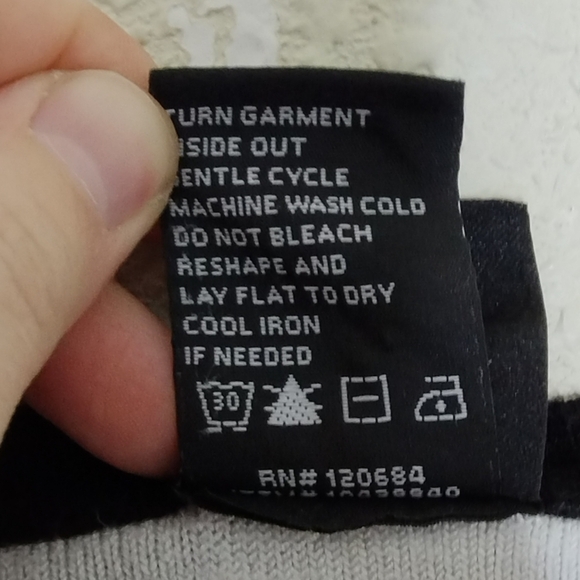 TURN GARMENT
INSIDE OUT
GENTLE CYCLE
MACHINE WASH COLD
DO NOT BLEACH
RESHAPE AND
LAY FLAT TO DRY
COOL IRON
IF NEEDED
30
RN# 120684